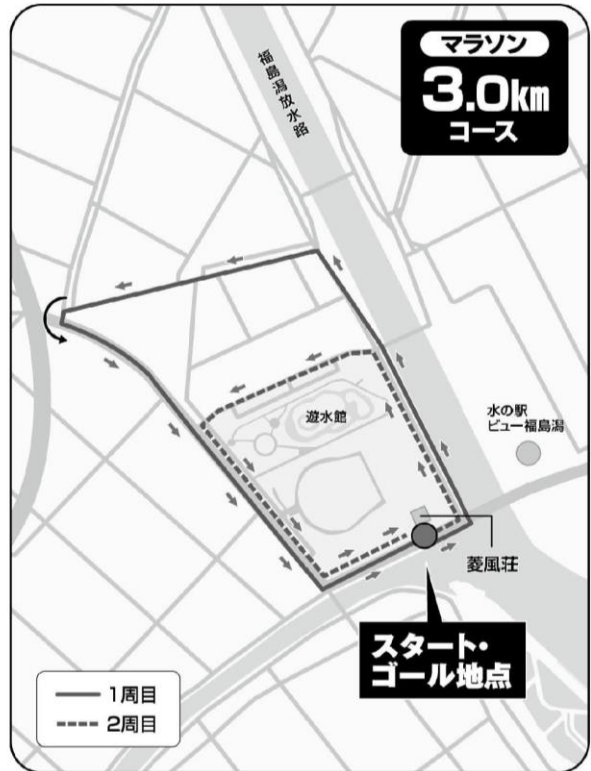 マラソン
3.0km
コース
福島潟放水路
遊水館
水の駅
ビュー福島潟
菱風荘
スタート・
ゴール地点
1周目
2周目